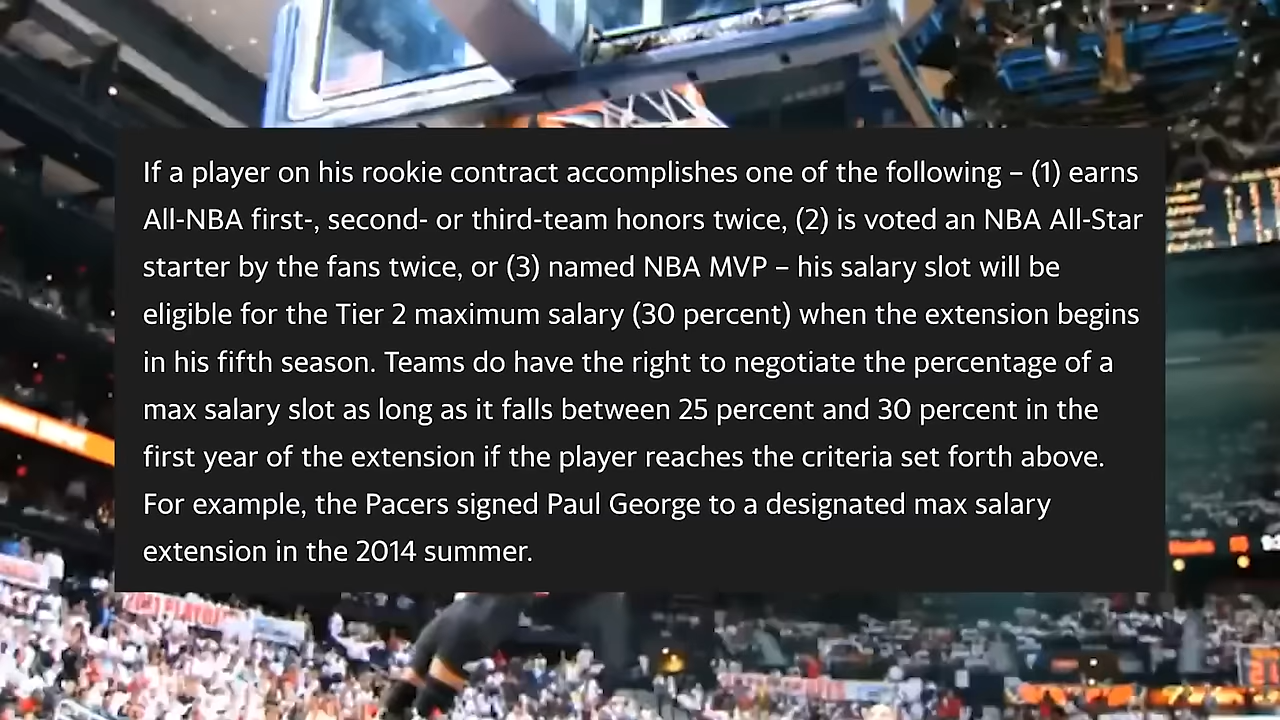 If a player on his rookie contract accomplishes one of the following – (1) earns
All-NBA first-, second- or third-team honors twice, (2) is voted an NBA All-Star
starter by the fans twice, or (3) named NBA MVP – his salary slot will be
eligible for the Tier 2 maximum salary (30 percent) when the extension begins
in his fifth season. Teams do have the right to negotiate the percentage of a
max salary slot as long as it falls between 25 percent and 30 percent in the
first year of the extension if the player reaches the criteria set forth above.
For example, the Pacers signed Paul George to a designated max salary
extension in the 2014 summer.